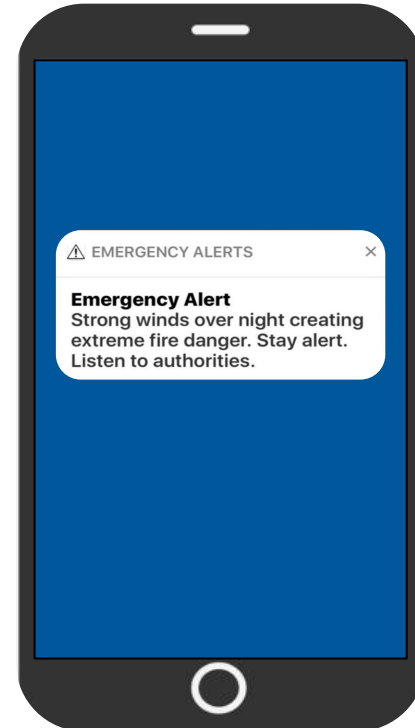 EMERGENCY ALERTS
Emergency Alert
Strong winds over night creating
extreme fire danger. Stay alert.
Listen to authorities.